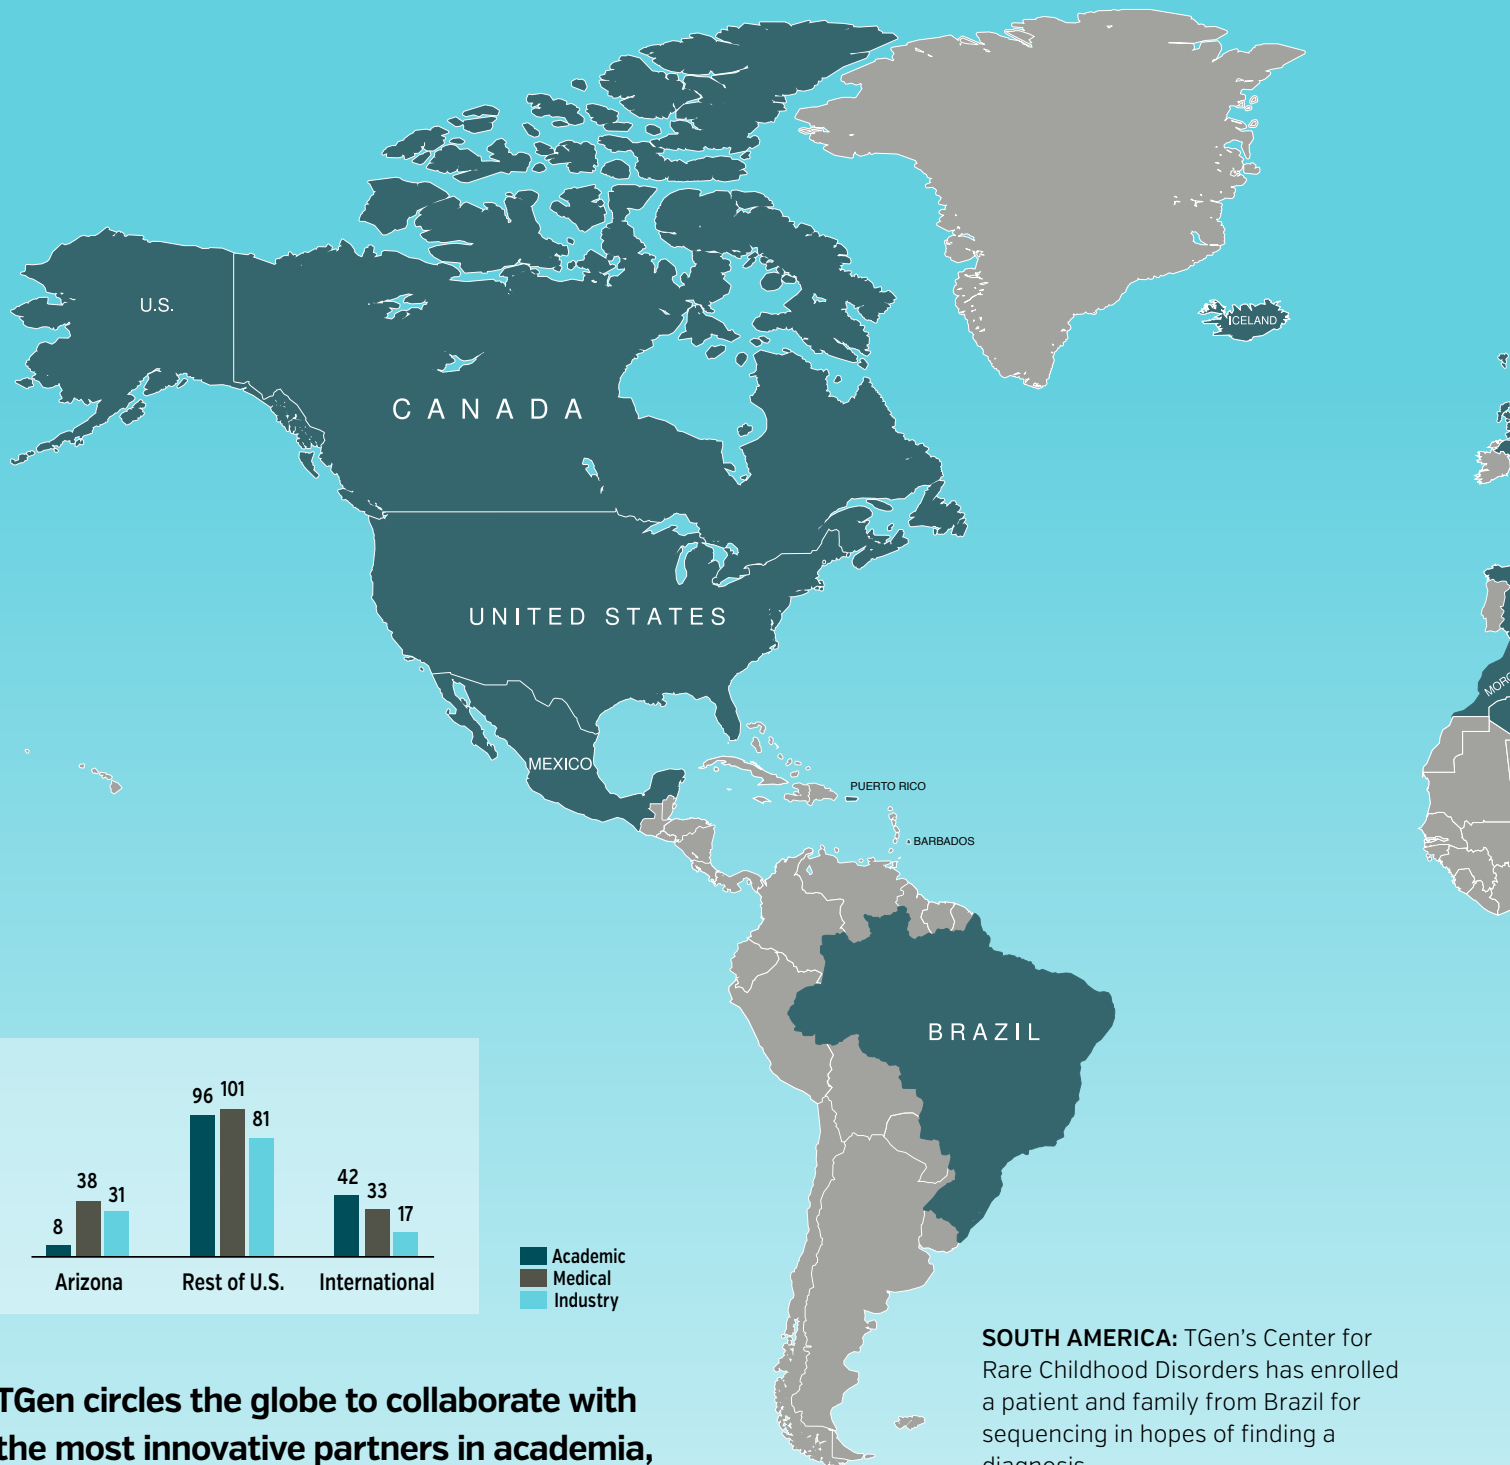 U.S.
ICELAND
CANADA
UNITED STATES
MEXICO
PUERTO RICO
BARBADOS
BRAZIL
96 101
81
38
31
8
42
33
17
Arizona Rest of U.S. International
Academic
Medical
Industry
TGen circles the globe to collaborate with
the most innovative partners in academia,
SOUTH AMERICA: TGen’s Center for
Rare Childhood Disorders has enrolled
a patient and family from Brazil for
sequencing in hopes of finding a
diagnosis